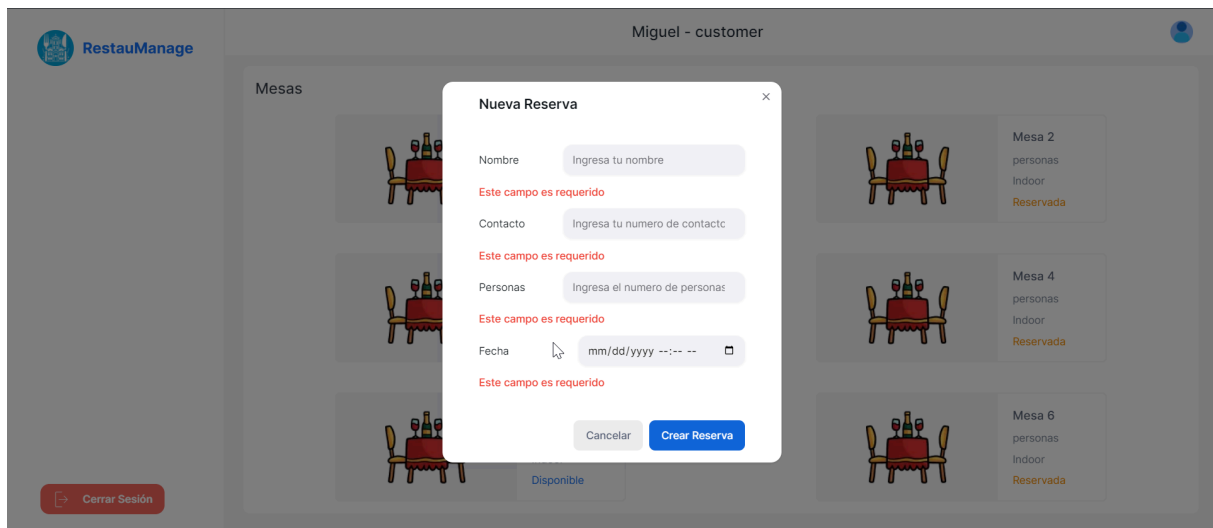 RestauManage
Miguel - customer
Mesas
Nueva Reserva
×
Nombre
Ingresa tu nombre
Este campo es requerido
Contacto
Ingresa tu numero de contacto
Este campo es requerido
Personas
Ingresa el numero de personas
Este campo es requerido
Fecha
mm/dd/yyyy --:-- --
Este campo es requerido
Cancelar
Crear Reserva
Mesa 2
personas
Indoor
Reservada
Mesa 4
personas
Indoor
Reservada
Disponible
Mesa 6
personas
Indoor
Reservada
Cerrar Sesión